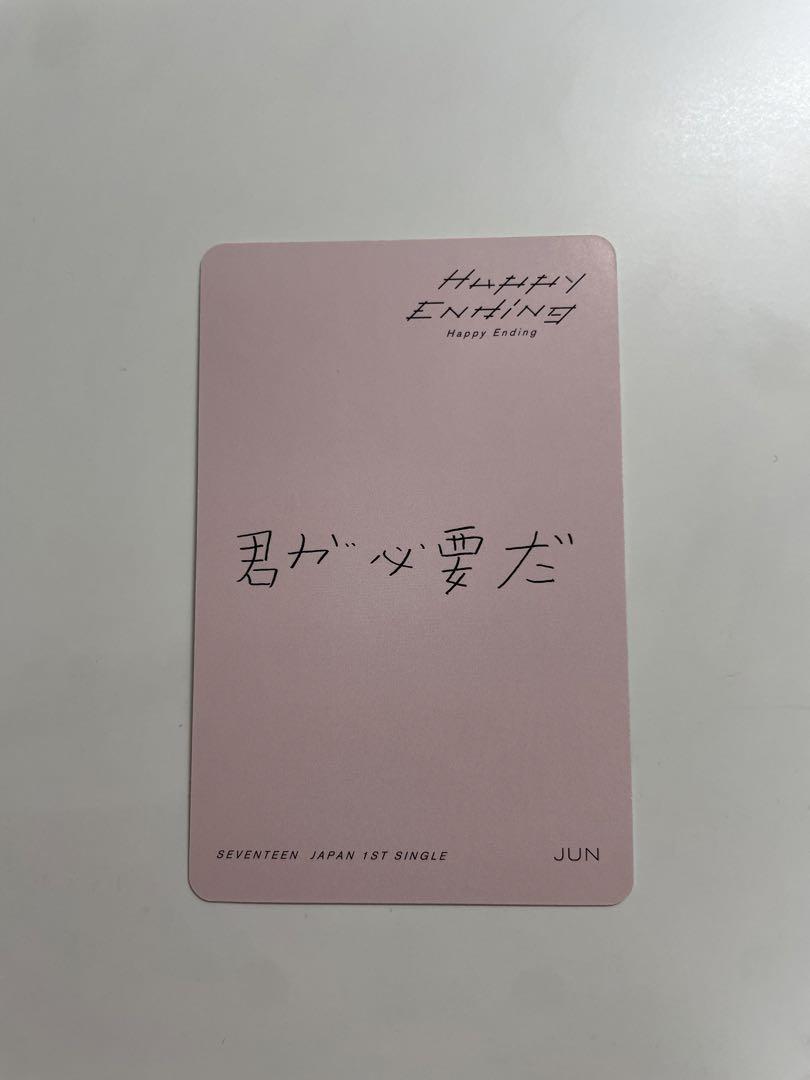 Happy
Ending
Happy Ending
君が必要だ
SEVENTEEN JAPAN 1ST SINGLE
JUN